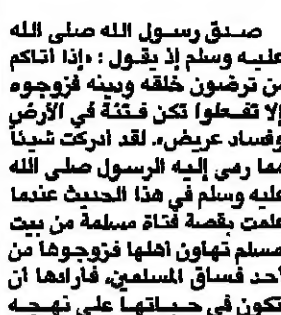 صدق رسول الله صلى الله
عليه وسلم إذ يقول : «إذا أتاكم
من ترضون خلقه ودينه فزوجوه
إلا تفعلوا تكن فتنة في الأرض
وفساد عريض». لقد أدركت شيئاً
مما رمى إليه الرسول صلى الله
عليه وسلم في هذا الحديث عندما
علمت بقصة فتاة مسلمة من بيت
مسلم تهاون أهلها فزوجوها من
أحد فساق المسلمين، فأرادها أن
تكون في حياتها على نهجه